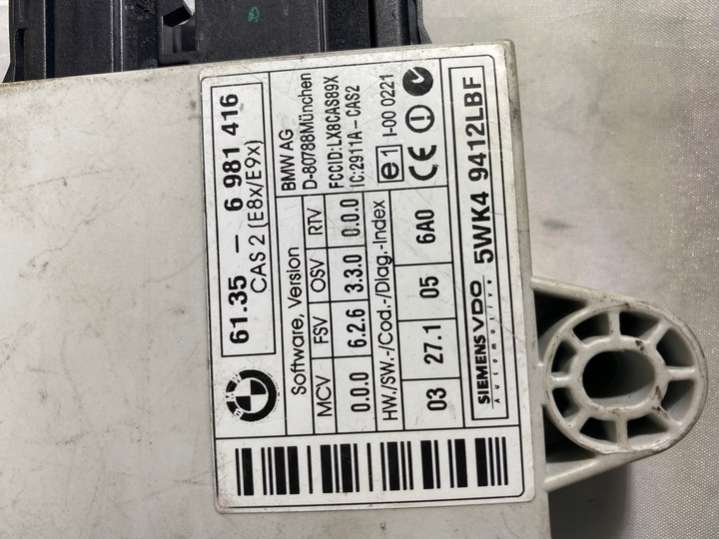 BMW
61.35 – 6 981 416
CAS 2 (E8x/E9x)
Software, Version
MCV FSV OSV RTV
0.0.0 6.2.6 3.3.0 0.0.0
HW./SW.-/Cod.-/Diag.-Index
03 27.1 05 6A0
BMW AG
D-80788München
FCCID:LX8CAS89X
IC:2911A-CAS2
e1 I-00 0221
CE
SIEMENS VDO
Automotive
5WK4 9412LBF